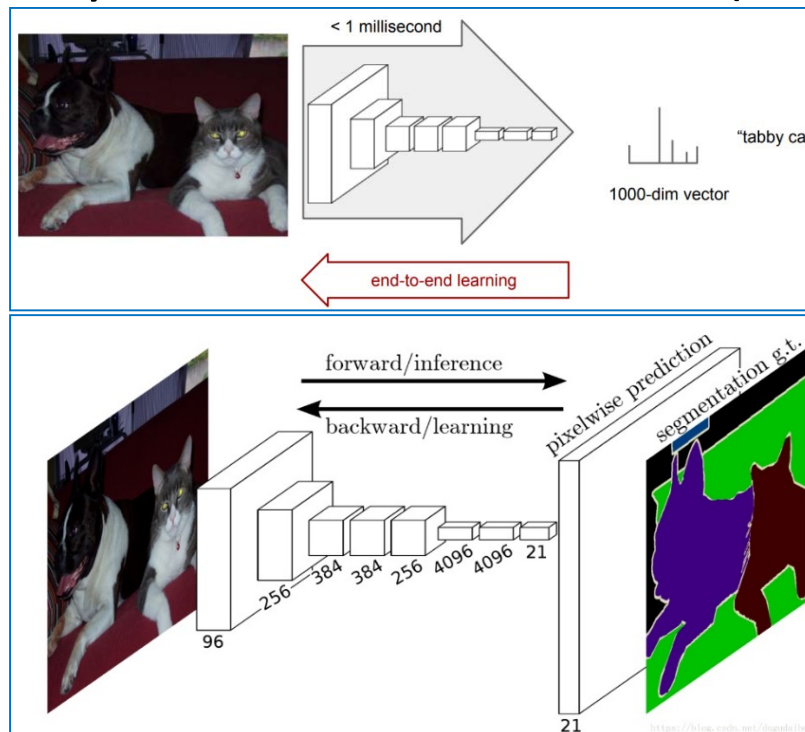 < 1 millisecond
"tabby ca
1000-dim vector
end-to-end learning
forward/inference
backward/learning
pixelwise prediction
segmentation g.t.
96
256
384
384
256
4096
4096
21
21